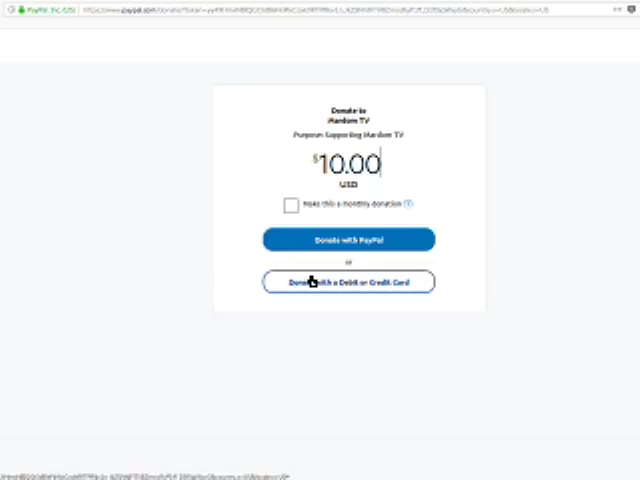 PayPal, Inc. (US)
Donate to
Mardom TV
Purpose: Supporting Mardom TV
$10.00
USD
Make this a monthly donation
Donate with PayPal
or
Donate with a Debit or Credit Card